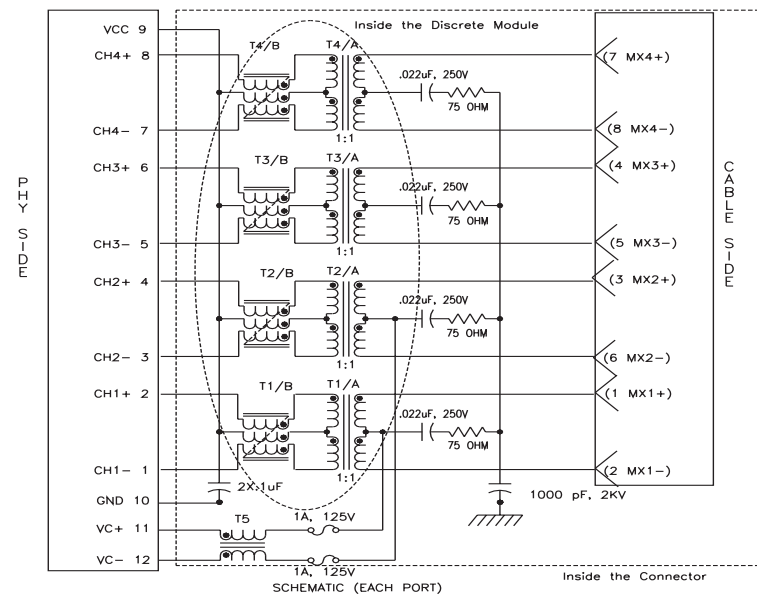 Inside the Discrete Module
VCC 9
CH4+ 8
T4/B
T4/A
(7 MX4+)
.022uF, 250V
75 OHM
CH4- 7
1:1
(8 MX4-)
CH3+ 6
T3/B
T3/A
(4 MX3+)
.022uF, 250V
75 OHM
CH3- 5
1:1
(5 MX3-)
CH2+ 4
T2/B
T2/A
(3 MX2+)
.022uF, 250V
75 OHM
CH2- 3
1:1
(6 MX2-)
CH1+ 2
T1/B
T1/A
(1 MX1+)
.022uF, 250V
75 OHM
CH1- 1
1:1
(2 MX1-)
2X.1uF
1000 pF, 2KV
GND 10
VC+ 11
T5
1A, 125V
VC- 12
1A, 125V
SCHEMATIC (EACH PORT)
Inside the Connector
PHY SIDE
CABLE SIDE